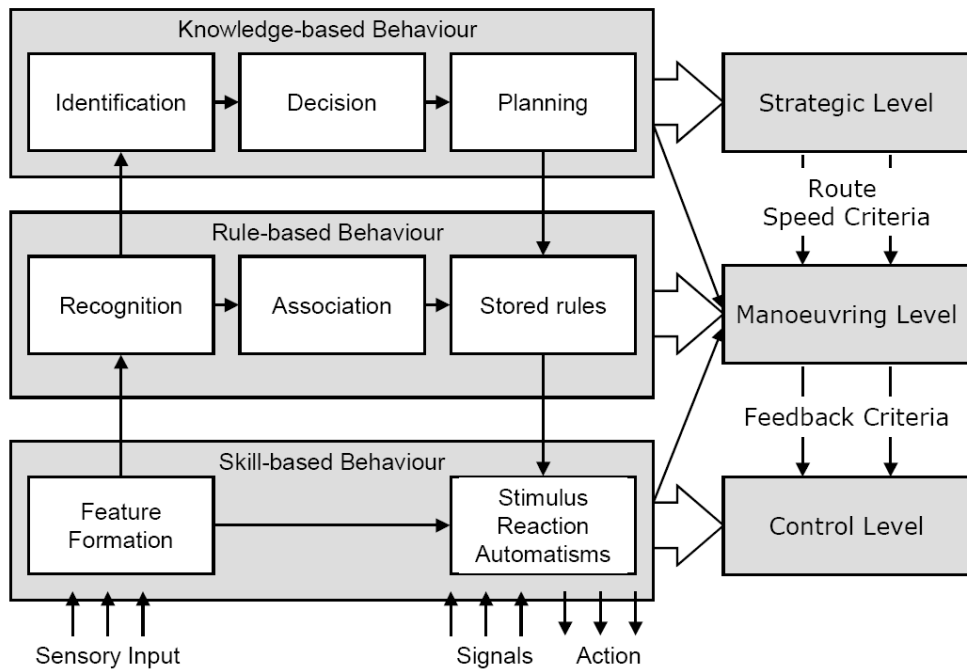 Knowledge-based Behaviour
Identification
Decision
Planning
Strategic Level
Route
Speed Criteria
Rule-based Behaviour
Recognition
Association
Stored rules
Manoeuvring Level
Feedback Criteria
Skill-based Behaviour
Feature
Formation
Stimulus
Reaction
Automatisms
Control Level
Sensory Input
Signals
Action